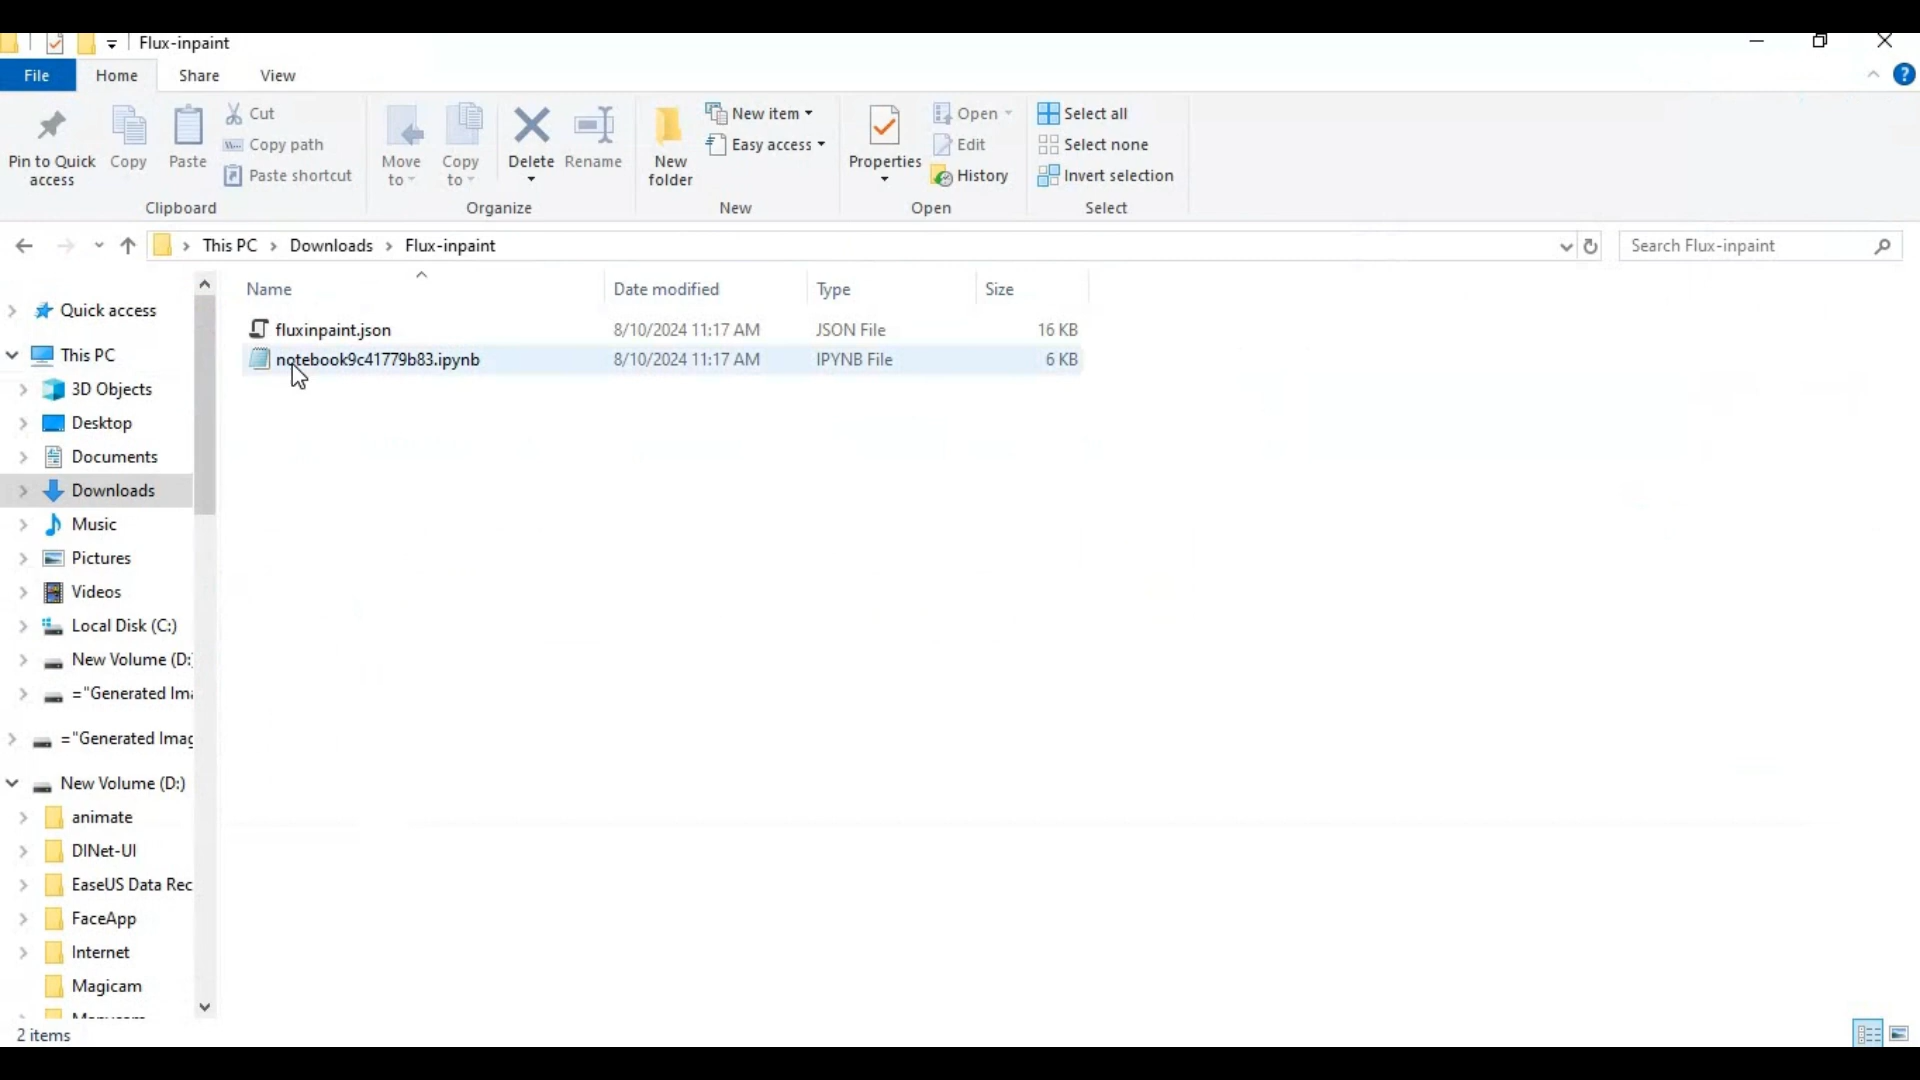 Flux-inpaint
File Home Share View
Pin to Quick access
Copy
Paste
Cut
Copy path
Paste shortcut
Clipboard
Move to
Copy to
Delete
Rename
Organize
New folder
New item
Easy access
New
Properties
Open
Edit
History
Open
Select all
Select none
Invert selection
Select
This PC > Downloads > Flux-inpaint
Search Flux-inpaint
Quick access
This PC
3D Objects
Desktop
Documents
Downloads
Music
Pictures
Videos
Local Disk (C:)
New Volume (D:
="Generated Ima
="Generated Imag
New Volume (D:)
animate
DINet-UI
EaseUS Data Rec
FaceApp
Internet
Magicam
Name Date modified Type Size
fluxinpaint.json 8/10/2024 11:17 AM JSON File 16 KB
notebook9c41779b83.ipynb 8/10/2024 11:17 AM IPYNB File 6 KB
2 items